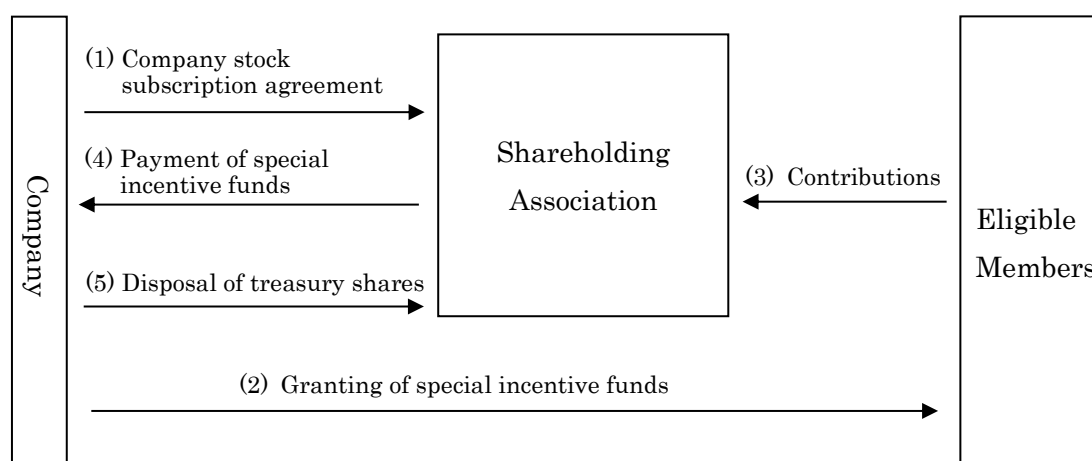 (1) Company stock
subscription agreement
(4) Payment of special
incentive funds
(5) Disposal of treasury shares
Company
Shareholding
Association
(3) Contributions
Eligible
Members
(2) Granting of special incentive funds